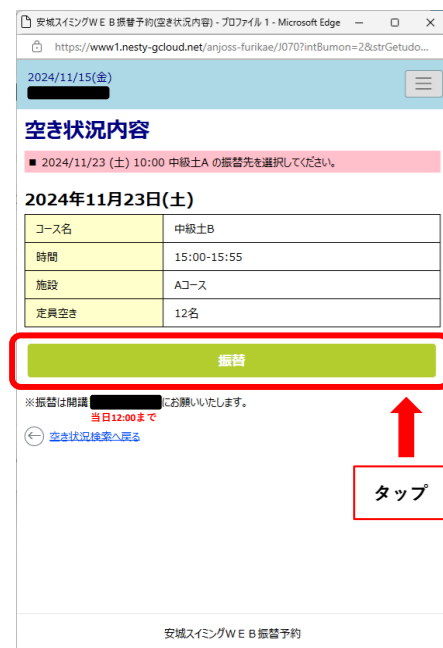 安城スイミングＷＥＢ振替予約(空き状況内容) - プロファイル 1 - Microsoft Edge
https://www1.nesty-gcloud.net/anjoss-furikae/J070?intBumon=2&strGetudo...
2024/11/15(金)
空き状況内容
■ 2024/11/23 (土) 10:00 中級土A の振替先を選択してください。
2024年11月23日(土)
コース名 中級土B
時間 15:00-15:55
施設 Aコース
定員空き 12名
振替
※振替は開講 にお願いいたします。
当日12:00まで
空き状況検索へ戻る
タップ
安城スイミングＷＥＢ振替予約